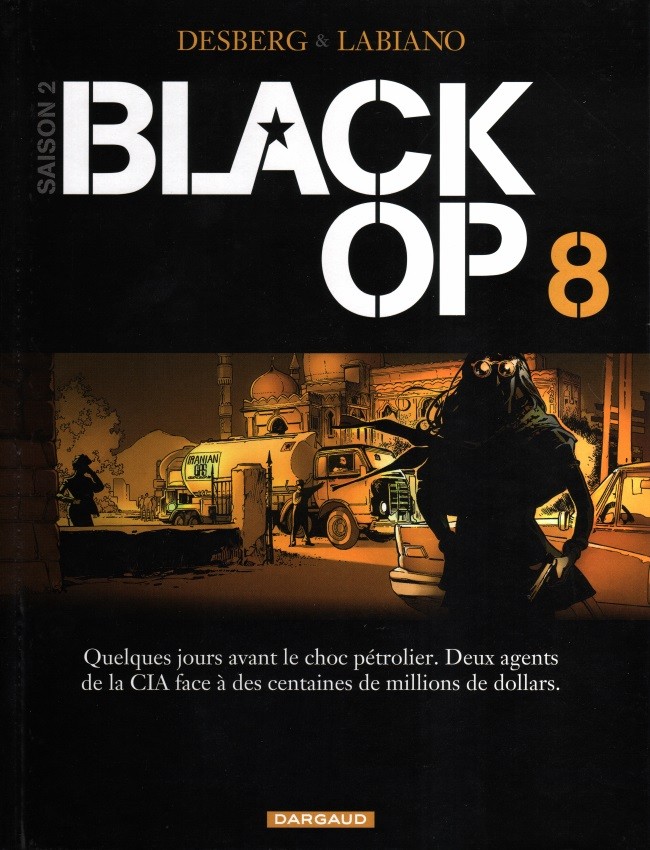 DESBERG & LABIANO
SAISON 2
BLACK
OP 8
IRANIAN
GAS
Quelques jours avant le choc pétrolier. Deux agents
de la CIA face à des centaines de millions de dollars.
DARGAUD